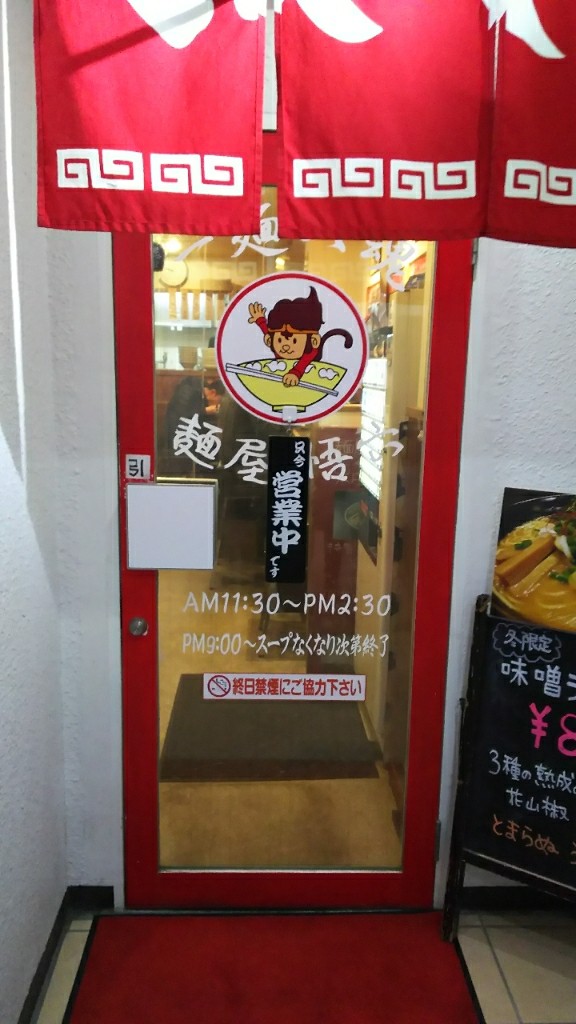 麺屋 悟空
引
只今
営業中
です
AM11:30～PM2:30
PM9:00～スープなくなり次第終了
終日禁煙にご協力下さい
冬限定
味噌ラ
¥8
3種の熟成
花山椒
とまらぬ